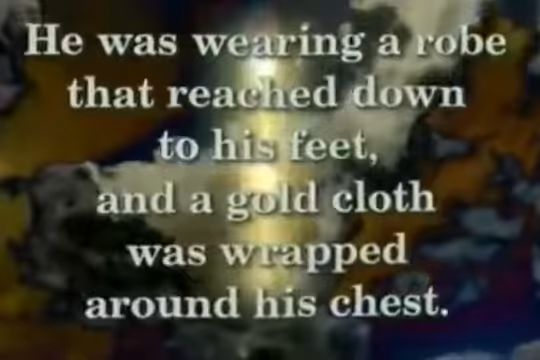 He was wearing a robe
that reached down
to his feet,
and a gold cloth
was wrapped
around his chest.